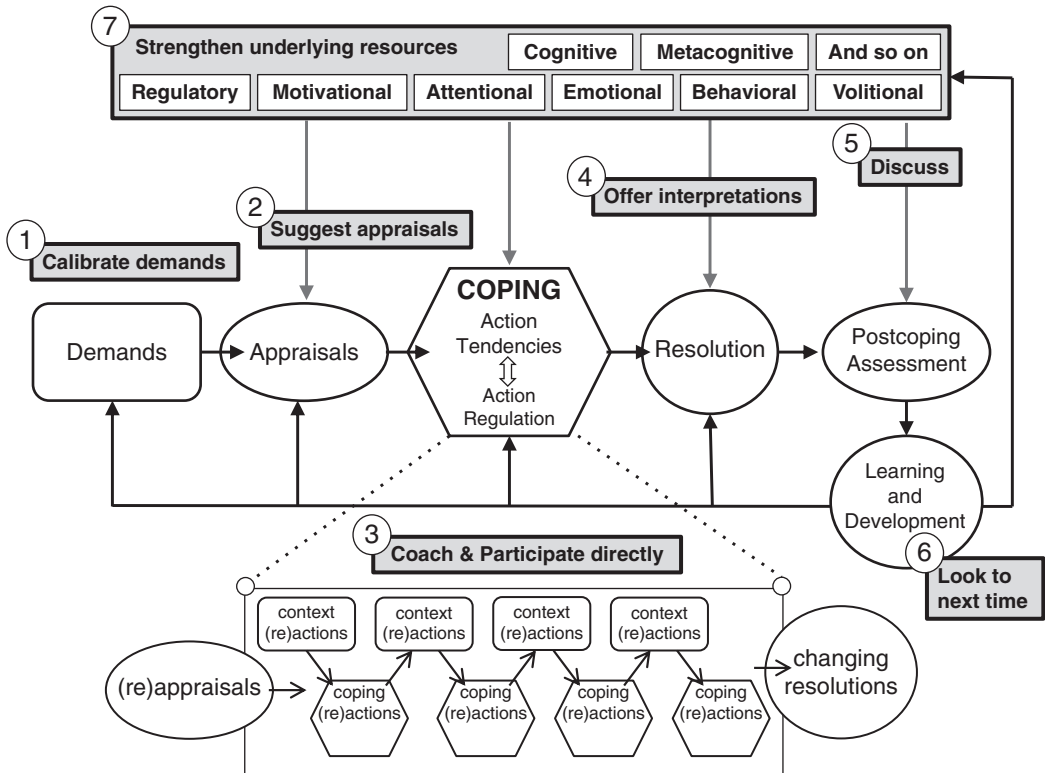 7
Strengthen underlying resources
Cognitive
Metacognitive
And so on
Regulatory
Motivational
Attentional
Emotional
Behavioral
Volitional
5
Discuss
4
Offer interpretations
2
Suggest appraisals
1
Calibrate demands
Demands
Appraisals
COPING
Action
Tendencies
Action
Regulation
Resolution
Postcoping
Assessment
Learning
and
Development
6
Look to
next time
3
Coach & Participate directly
(re)appraisals
context
(re)actions
context
(re)actions
context
(re)actions
context
(re)actions
coping
(re)actions
coping
(re)actions
coping
(re)actions
coping
(re)actions
changing
resolutions